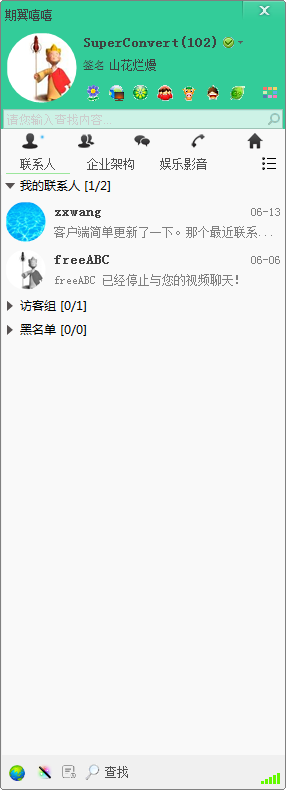 期翼嘻嘻
SuperConvert(102)
签名 山花烂熳
请您输入查找内容...
联系人 企业架构 娱乐影音
我的联系人 [1/2]
zxwang 06-13
客户端简单更新了一下。那个最近联系...
freeABC 06-06
freeABC 已经停止与您的视频聊天!
访客组 [0/1]
黑名单 [0/0]
查找